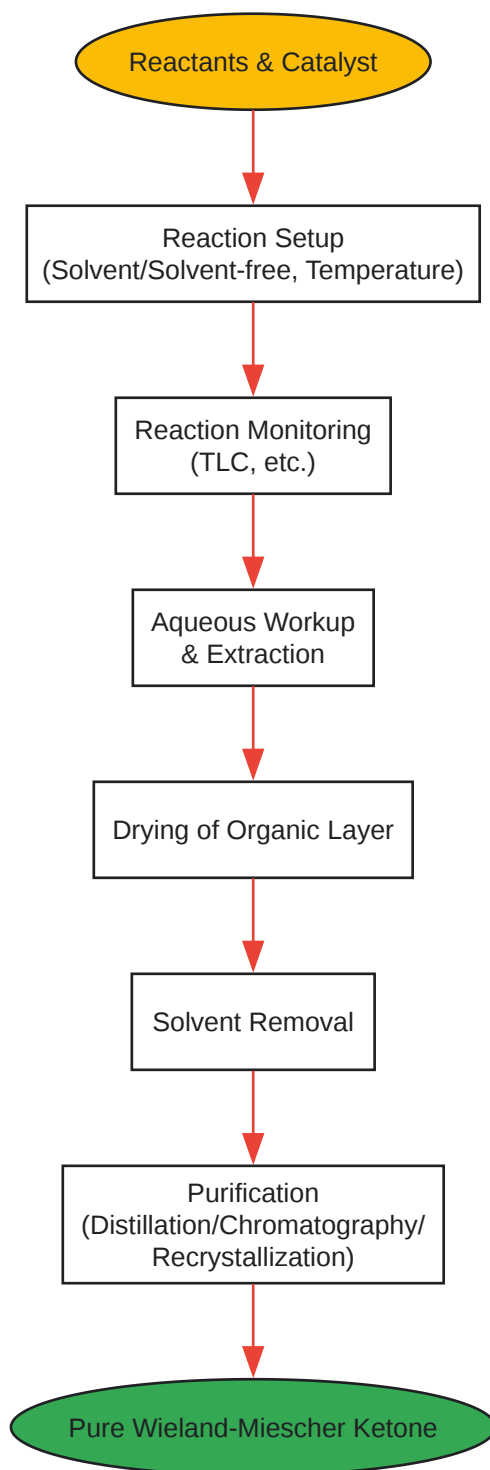 Reactants & Catalyst
Reaction Setup
(Solvent/Solvent-free, Temperature)
Reaction Monitoring
(TLC, etc.)
Aqueous Workup
& Extraction
Drying of Organic Layer
Solvent Removal
Purification
(Distillation/Chromatography/
Recrystallization)
Pure Wieland-Miescher Ketone